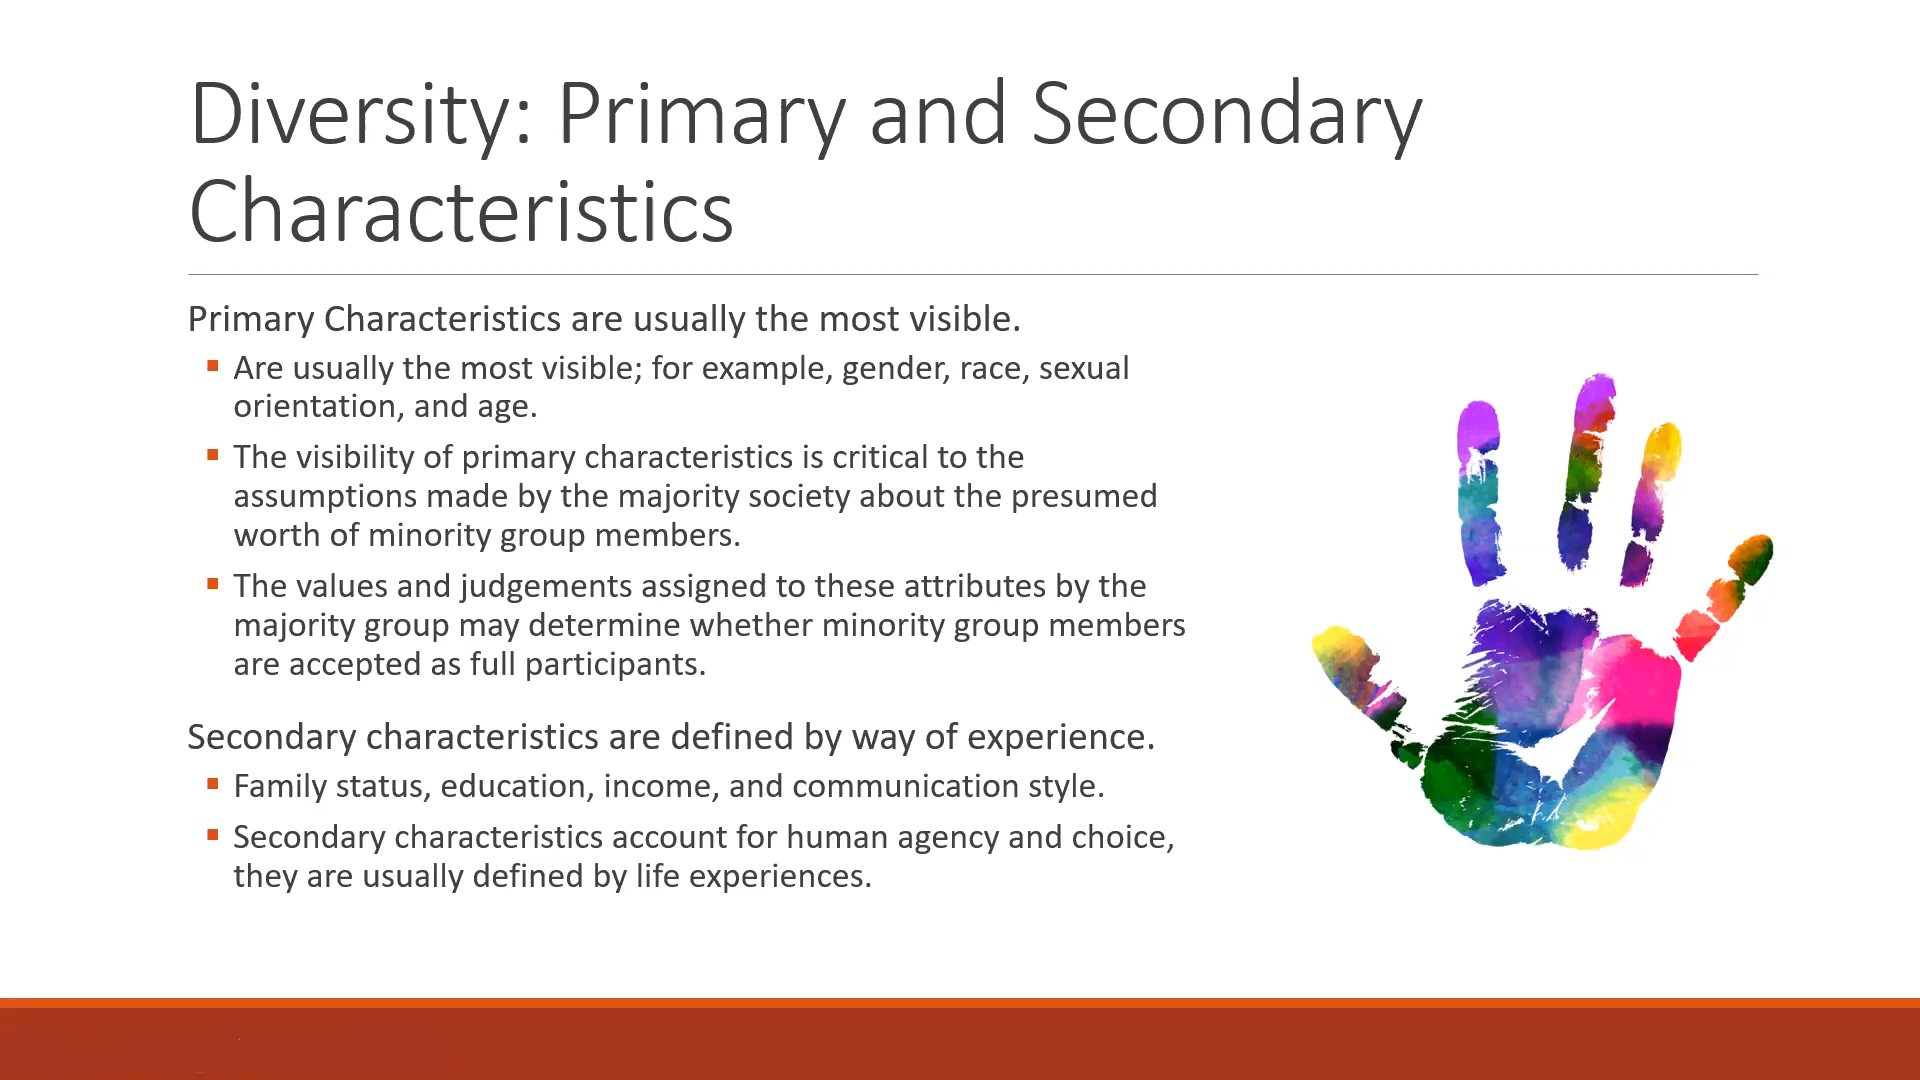 Diversity: Primary and Secondary
Characteristics
Primary Characteristics are usually the most visible.
Are usually the most visible; for example, gender, race, sexual
orientation, and age.
The visibility of primary characteristics is critical to the
assumptions made by the majority society about the presumed
worth of minority group members.
The values and judgements assigned to these attributes by the
majority group may determine whether minority group members
are accepted as full participants.
Secondary characteristics are defined by way of experience.
Family status, education, income, and communication style.
Secondary characteristics account for human agency and choice,
they are usually defined by life experiences.